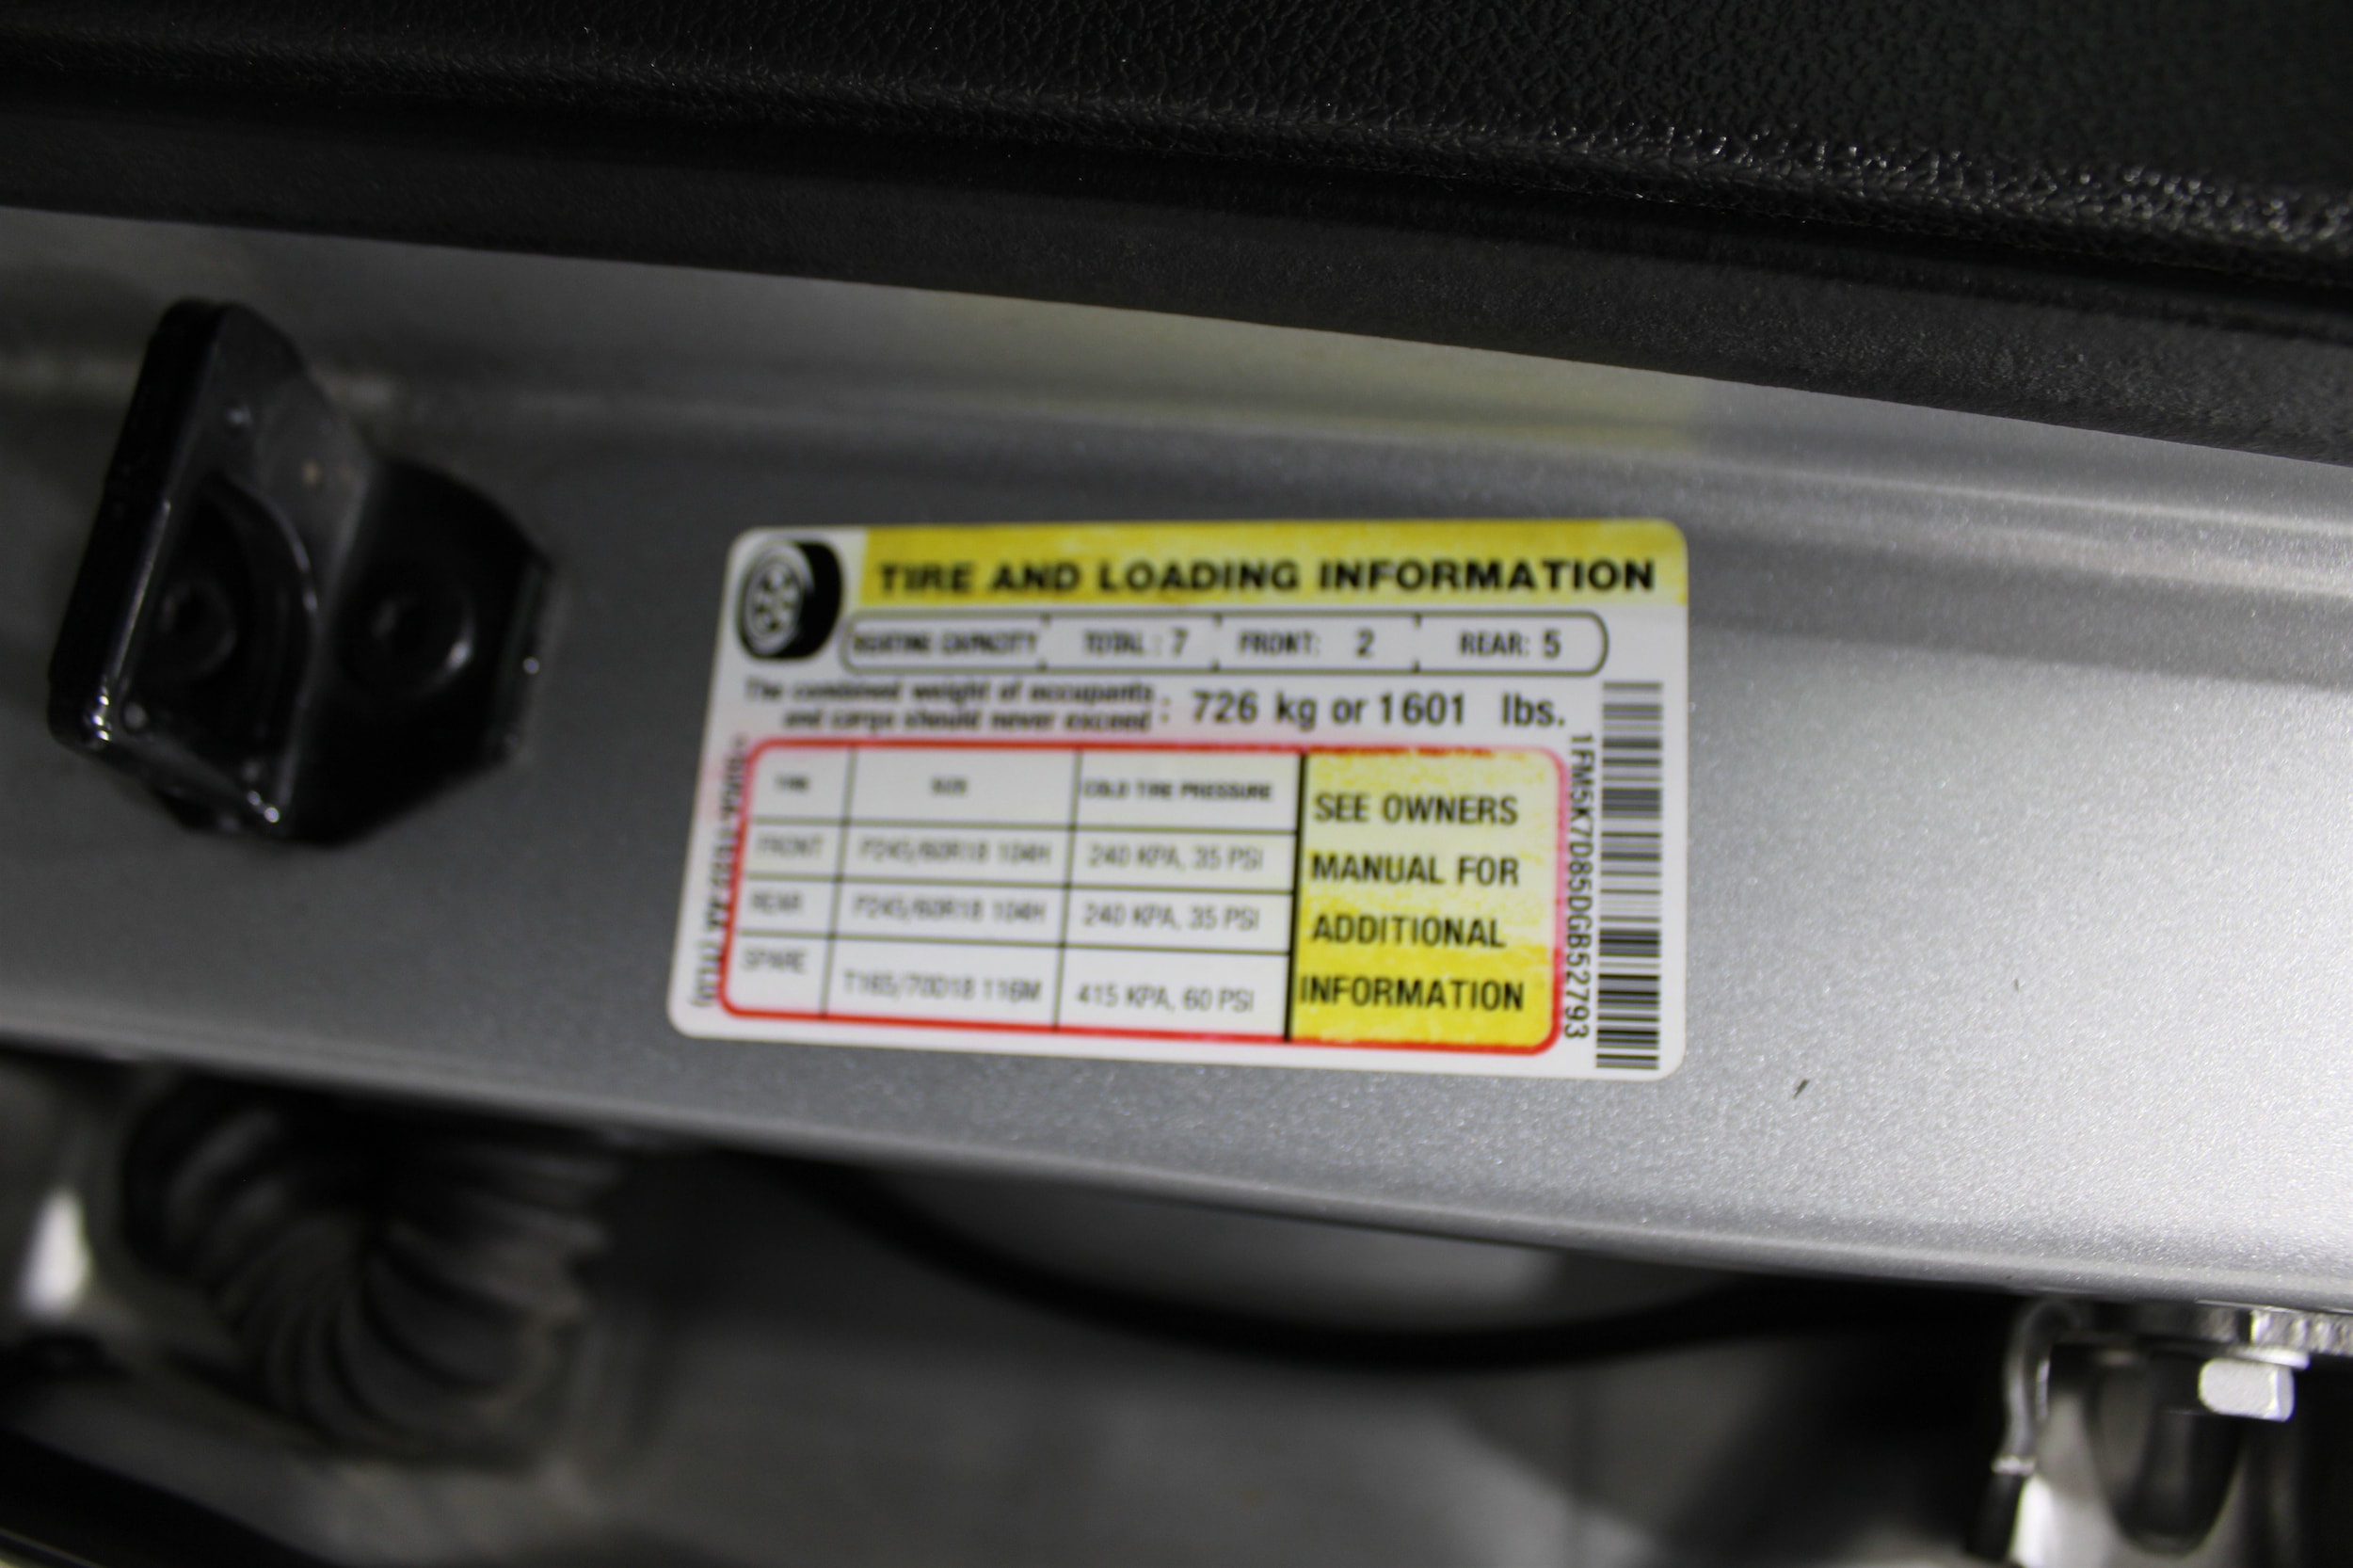 TIRE AND LOADING INFORMATION
SEATING CAPACITY TOTAL : 7 FRONT: 2 REAR: 5
The combined weight of occupants and cargo should never exceed : 726 kg or 1601 lbs.
TIRE SIZE COLD TIRE PRESSURE
FRONT P245/60R18 104H 240 KPA, 35 PSI
REAR P245/60R18 104H 240 KPA, 35 PSI
SPARE T165/70D18 116M 415 KPA, 60 PSI
SEE OWNERS
MANUAL FOR
ADDITIONAL
INFORMATION
1FM5K7D85DGB52793